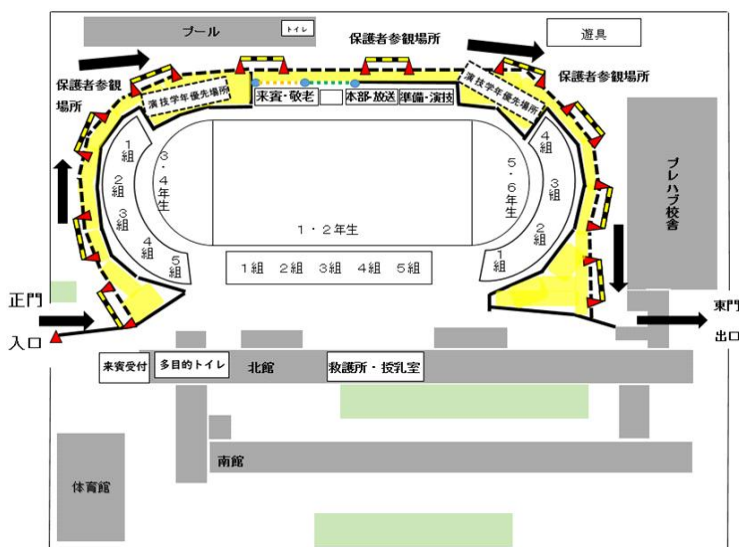 プール
トイレ
保護者参観場所
遊具
保護者参観
場所
保護者参観場所
演技学年優先場所
来賓・敬老
本部・放送
準備・演技
演技学年優先場所
プレハブ校舎
1組
2組
3組
4組
5組
3・4年生
5・6年生
4組
3組
2組
1組
1・2年生
1組 2組 3組 4組 5組
正門
入口
東門
出口
来賓受付
多目的トイレ
北館
救護所・授乳室
南館
体育館